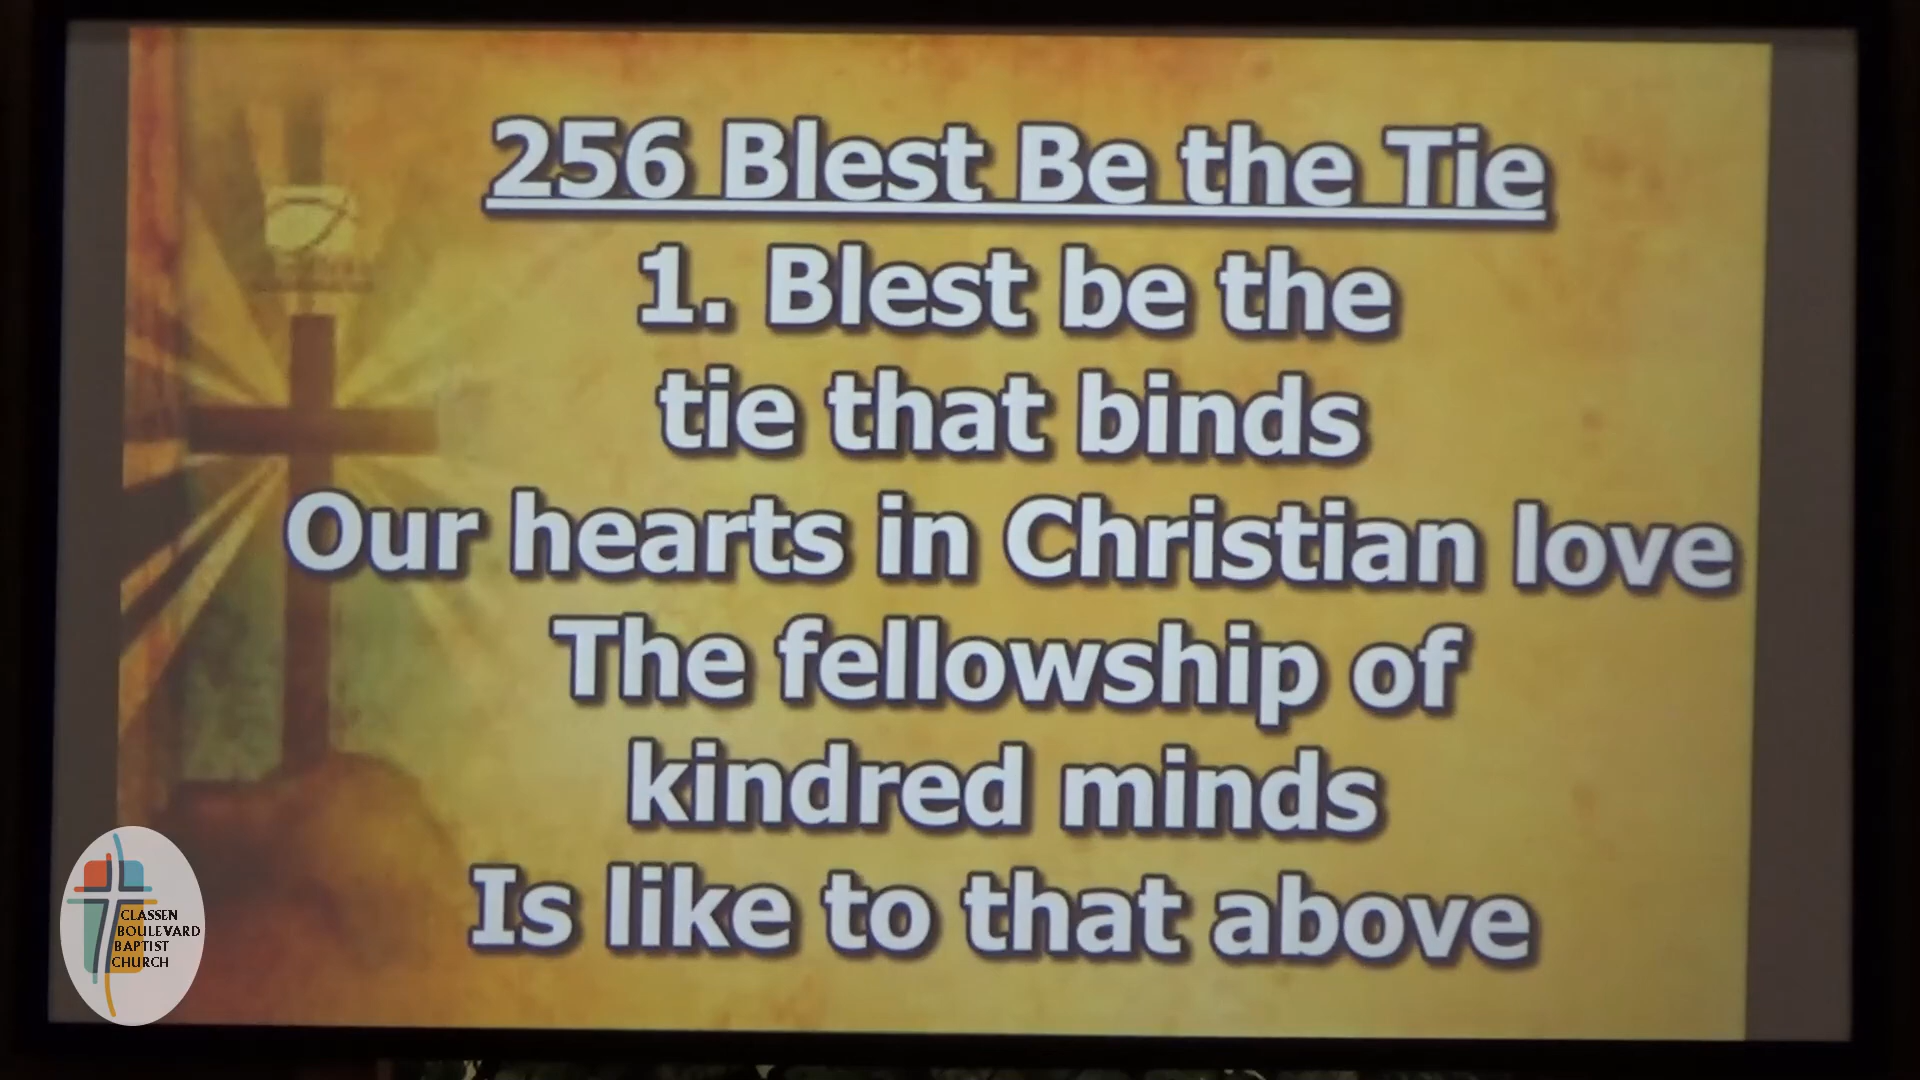 256 Blest Be the Tie
1. Blest be the
tie that binds
Our hearts in Christian love
The fellowship of
kindred minds
Is like to that above
CLASSEN
BOULEVARD
BAPTIST
CHURCH